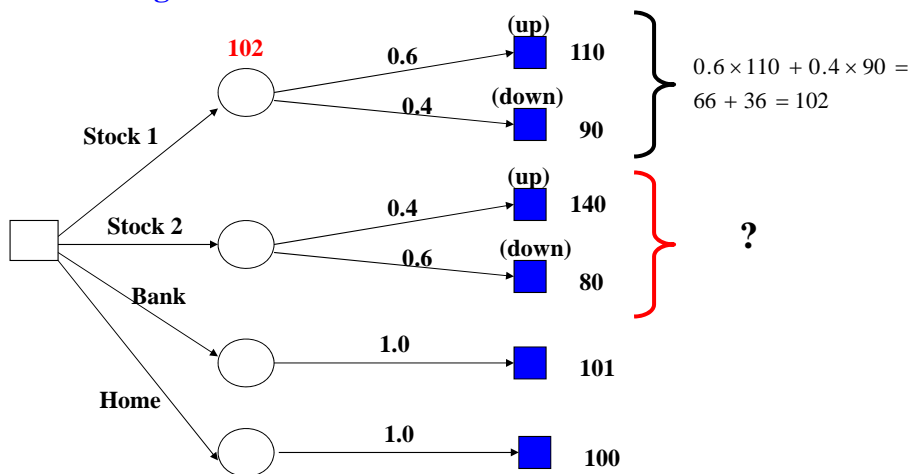 (up)
102
0.6
110
0.6 × 110 + 0.4 × 90 =
66 + 36 = 102
(down)
0.4
90
Stock 1
(up)
0.4
140
Stock 2
?
(down)
0.6
80
Bank
1.0
101
Home
1.0
100